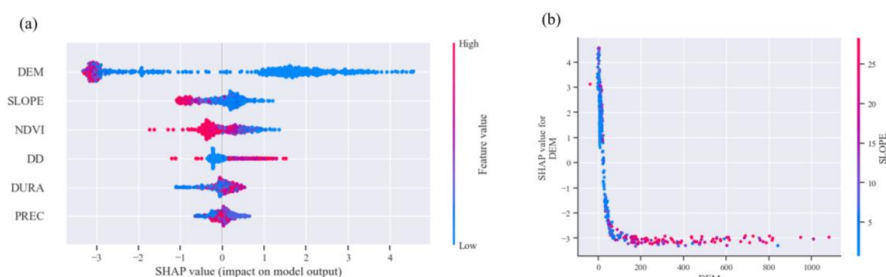 (a)
High
DEM
SLOPE
NDVI
DD
DURA
PREC
Feature value
Low
−3 −2 −1 0 1 2 3 4
SHAP value (impact on model output)
(b)
4
3
2
1
0
−1
−2
−3
SHAP value for
DEM
0 200 400 600 800 1000
25
20
15
10
5
SLOPE